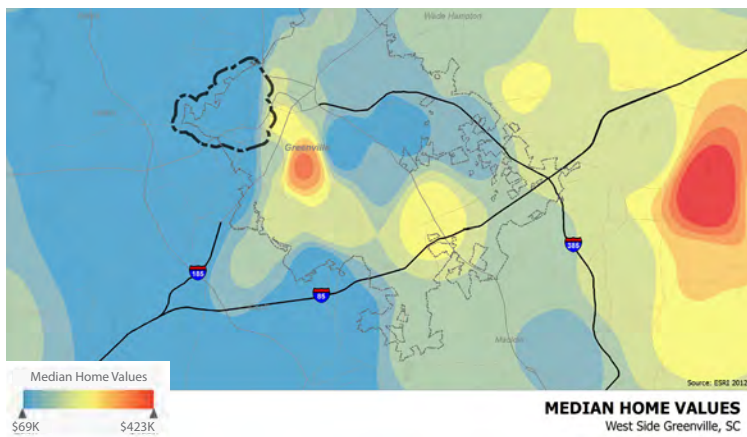 Wade Hampton
Greenville
385
185
85
Mauldin
Source: ESRI 2012
Median Home Values
$69K
$423K
MEDIAN HOME VALUES
West Side Greenville, SC